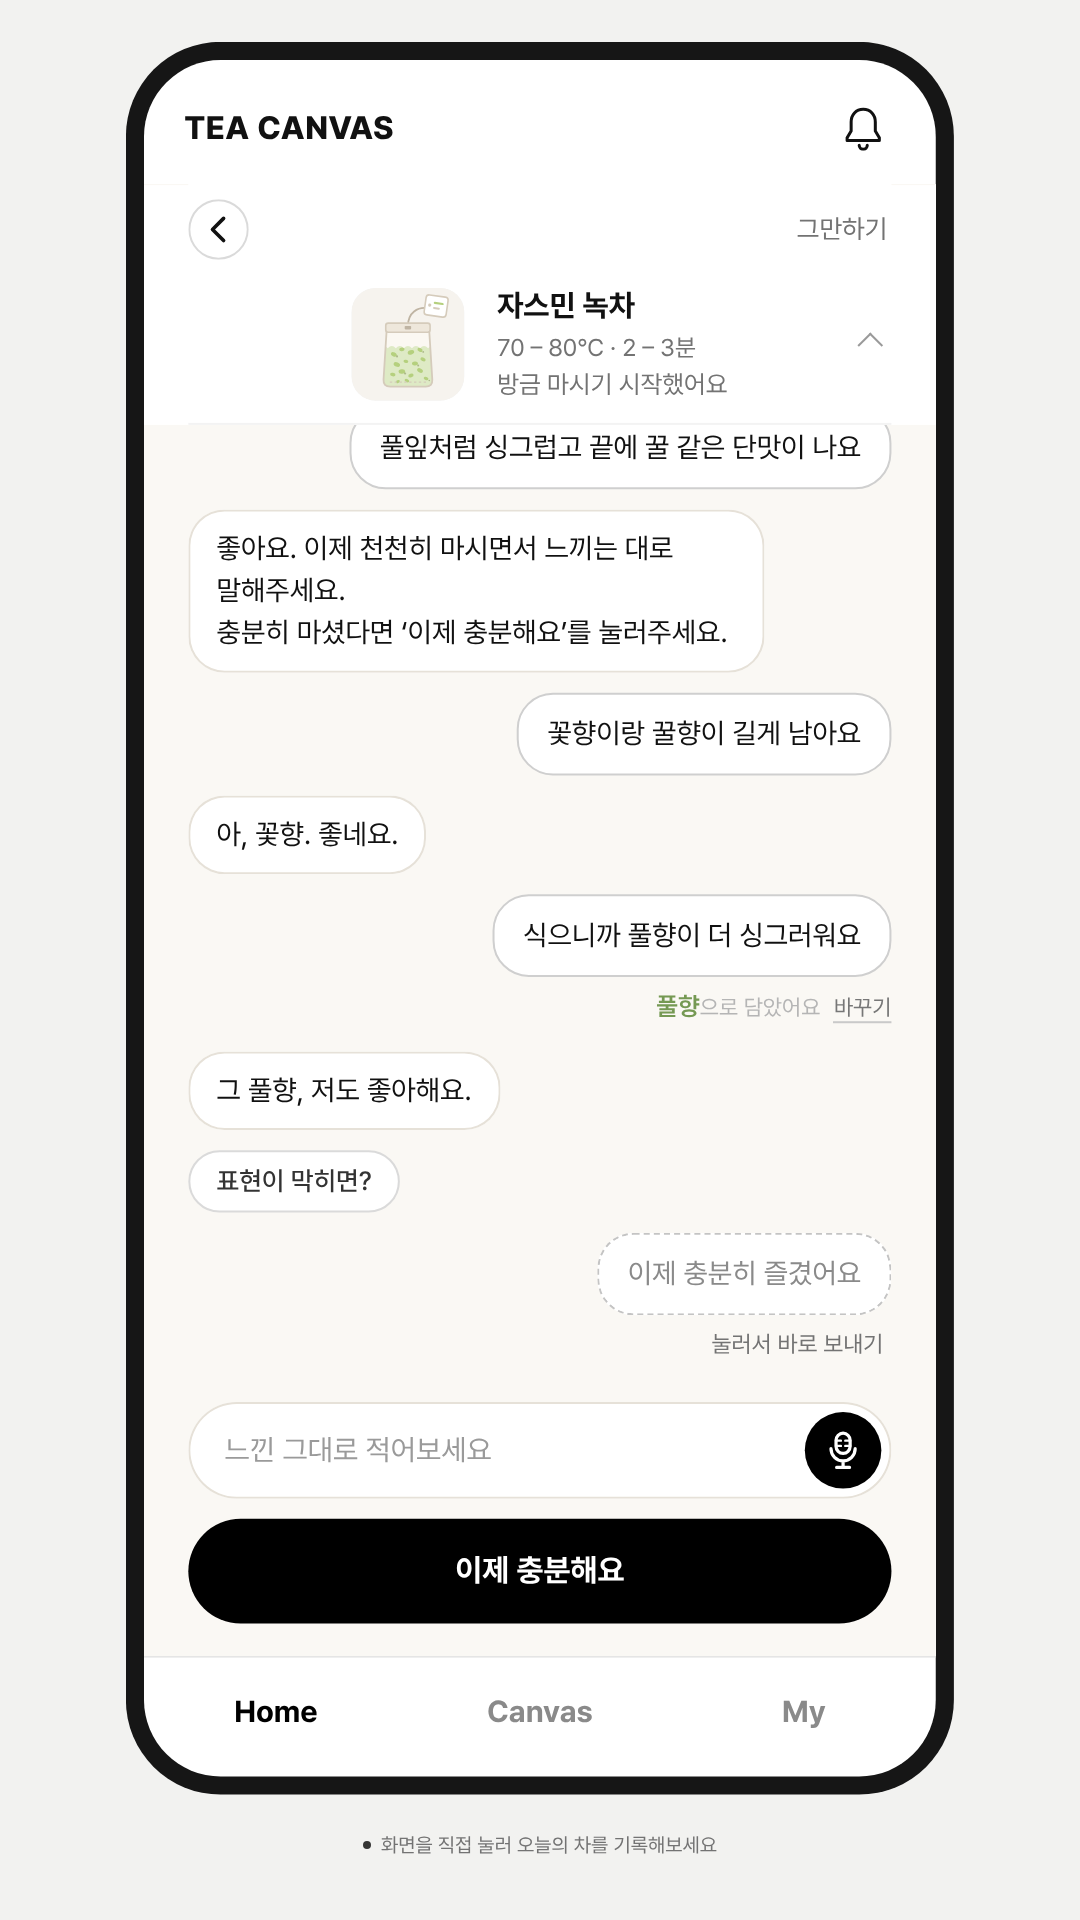 TEA CANVAS
그만하기
자스민 녹차
70 – 80°C · 2 – 3분
방금 마시기 시작했어요
풀잎처럼 싱그럽고 끝에 꿀 같은 단맛이 나요
좋아요. 이제 천천히 마시면서 느끼는 대로
말해주세요.
충분히 마셨다면 ‘이제 충분해요’를 눌러주세요.
꽃향이랑 꿀향이 길게 남아요
아, 꽃향. 좋네요.
식으니까 풀향이 더 싱그러워요
풀향으로 담았어요 바꾸기
그 풀향, 저도 좋아해요.
표현이 막히면?
이제 충분히 즐겼어요
눌러서 바로 보내기
느낀 그대로 적어보세요
이제 충분해요
Home Canvas My
화면을 직접 눌러 오늘의 차를 기록해보세요